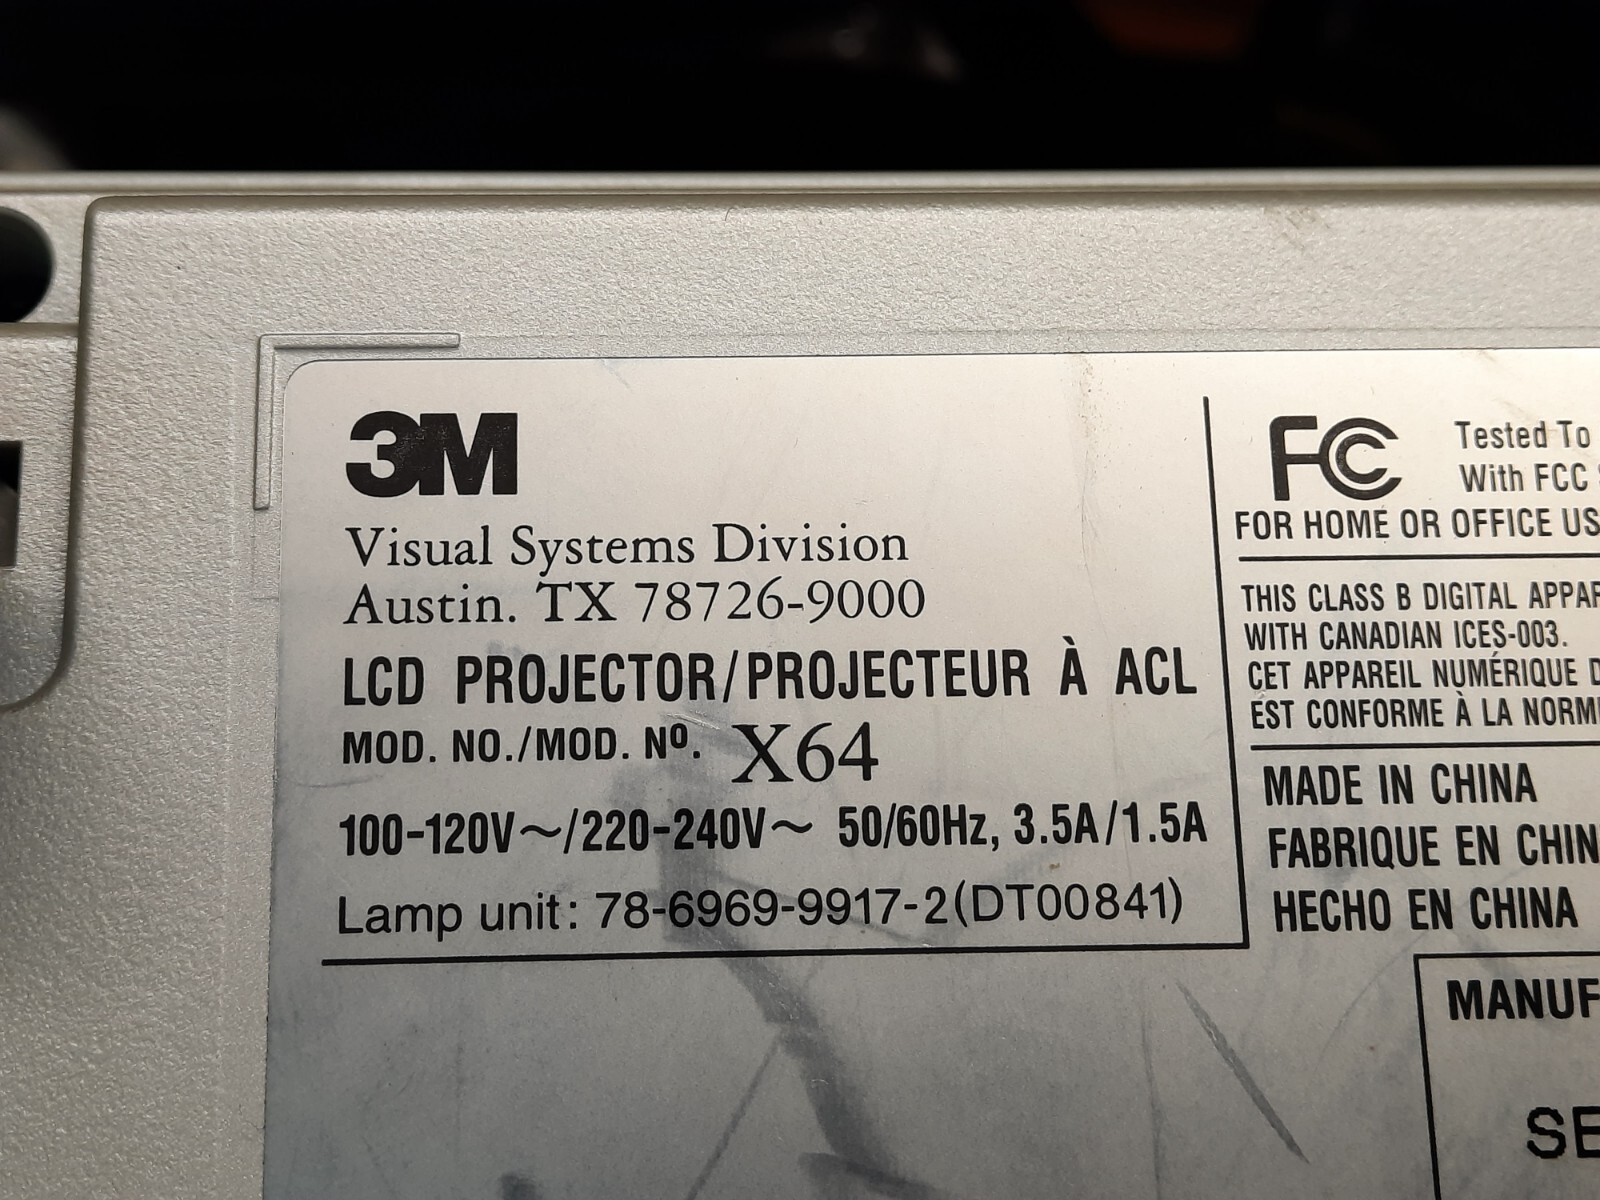 3M
Visual Systems Division
Austin. TX 78726-9000
LCD PROJECTOR/PROJECTEUR À ACL
MOD. NO./MOD. Nº. X64
100-120V~/220-240V~ 50/60Hz, 3.5A/1.5A
Lamp unit: 78-6969-9917-2(DT00841)
FC
Tested To
With FCC
FOR HOME OR OFFICE US
THIS CLASS B DIGITAL APPAR
WITH CANADIAN ICES-003.
CET APPAREIL NUMÉRIQUE D
EST CONFORME À LA NORM
MADE IN CHINA
FABRIQUE EN CHIN
HECHO EN CHINA
MANUF
SE